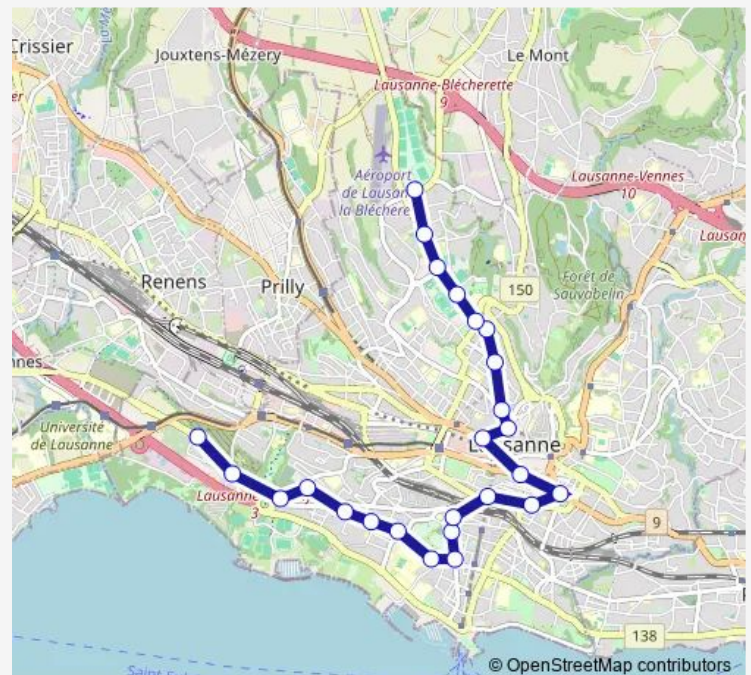 Crissier
Jouxtens-Mézery
Le Mont
Lausanne-Blécherette
9
Aéroport
de Lausan
la Blécher
Lausanne-Vennes
10
Lausan
Renens
Prilly
150
Forêt de
Sauvabelin
nnes
Université
de Lausanne
L
sanne
Lausanne
3
9
138
© OpenStreetMap contributors